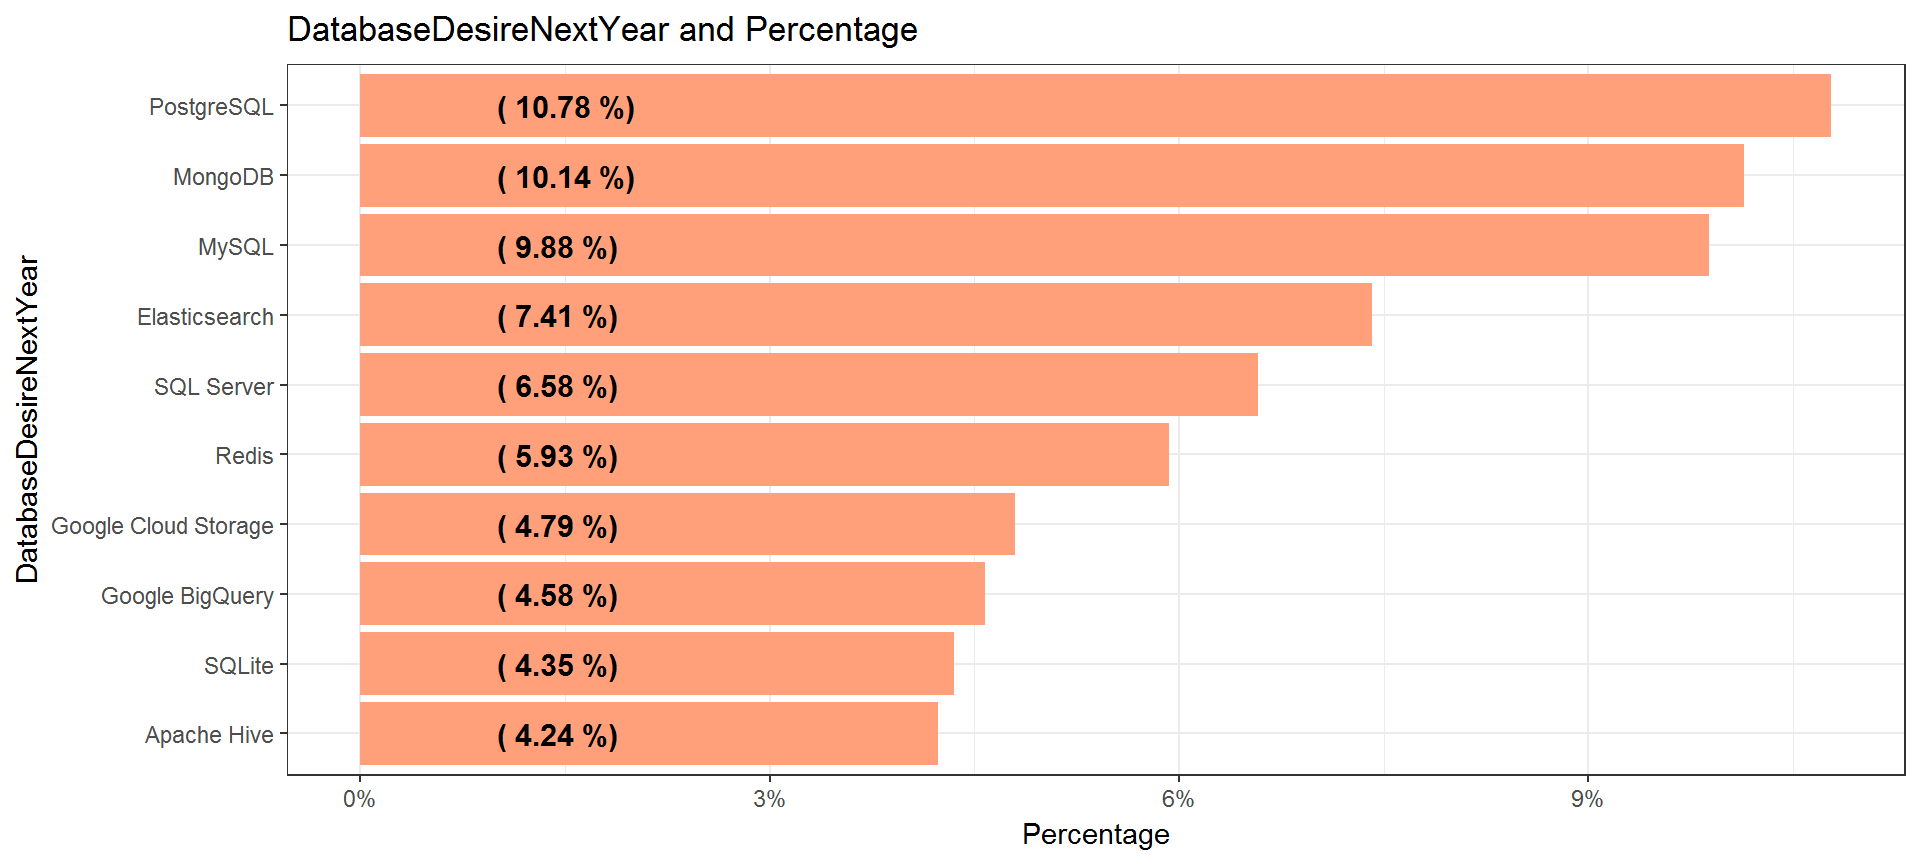 DatabaseDesireNextYear and Percentage
DatabaseDesireNextYear
PostgreSQL ( 10.78 %)
MongoDB ( 10.14 %)
MySQL ( 9.88 %)
Elasticsearch ( 7.41 %)
SQL Server ( 6.58 %)
Redis ( 5.93 %)
Google Cloud Storage ( 4.79 %)
Google BigQuery ( 4.58 %)
SQLite ( 4.35 %)
Apache Hive ( 4.24 %)
0% 3% 6% 9%
Percentage